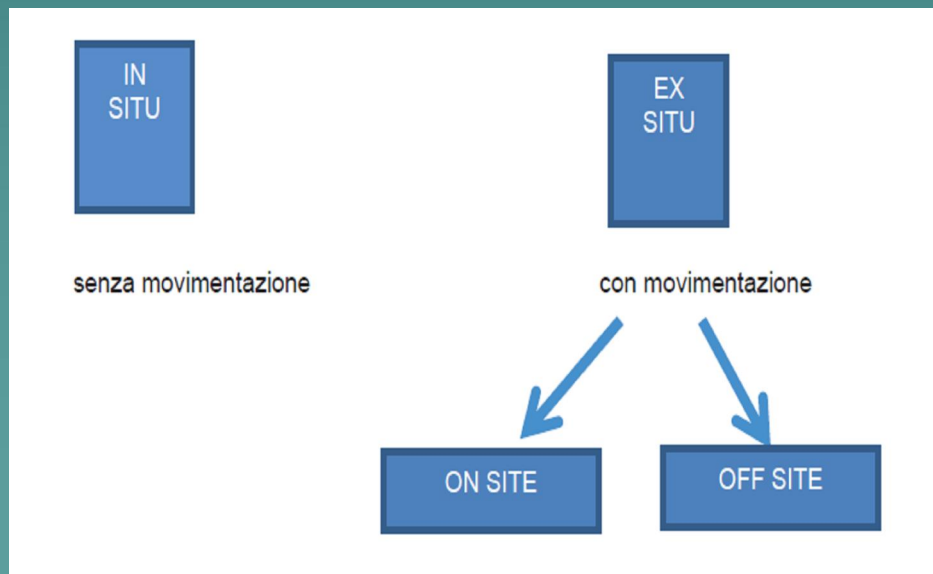 IN
SITU
EX
SITU
senza movimentazione
con movimentazione
ON SITE
OFF SITE